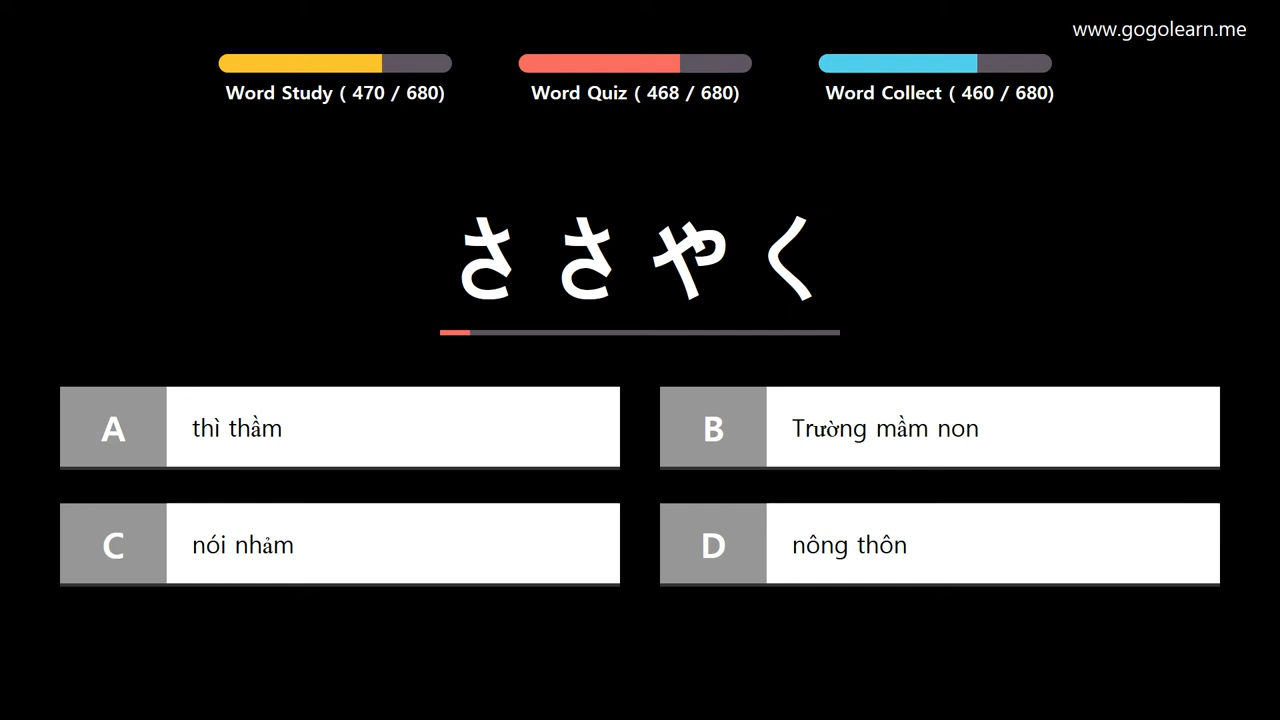 www.gogolearn.me
Word Study ( 470 / 680)
Word Quiz ( 468 / 680)
Word Collect ( 460 / 680)
ささやく
A thì thầm
B Trường mầm non
C nói nhảm
D nông thôn